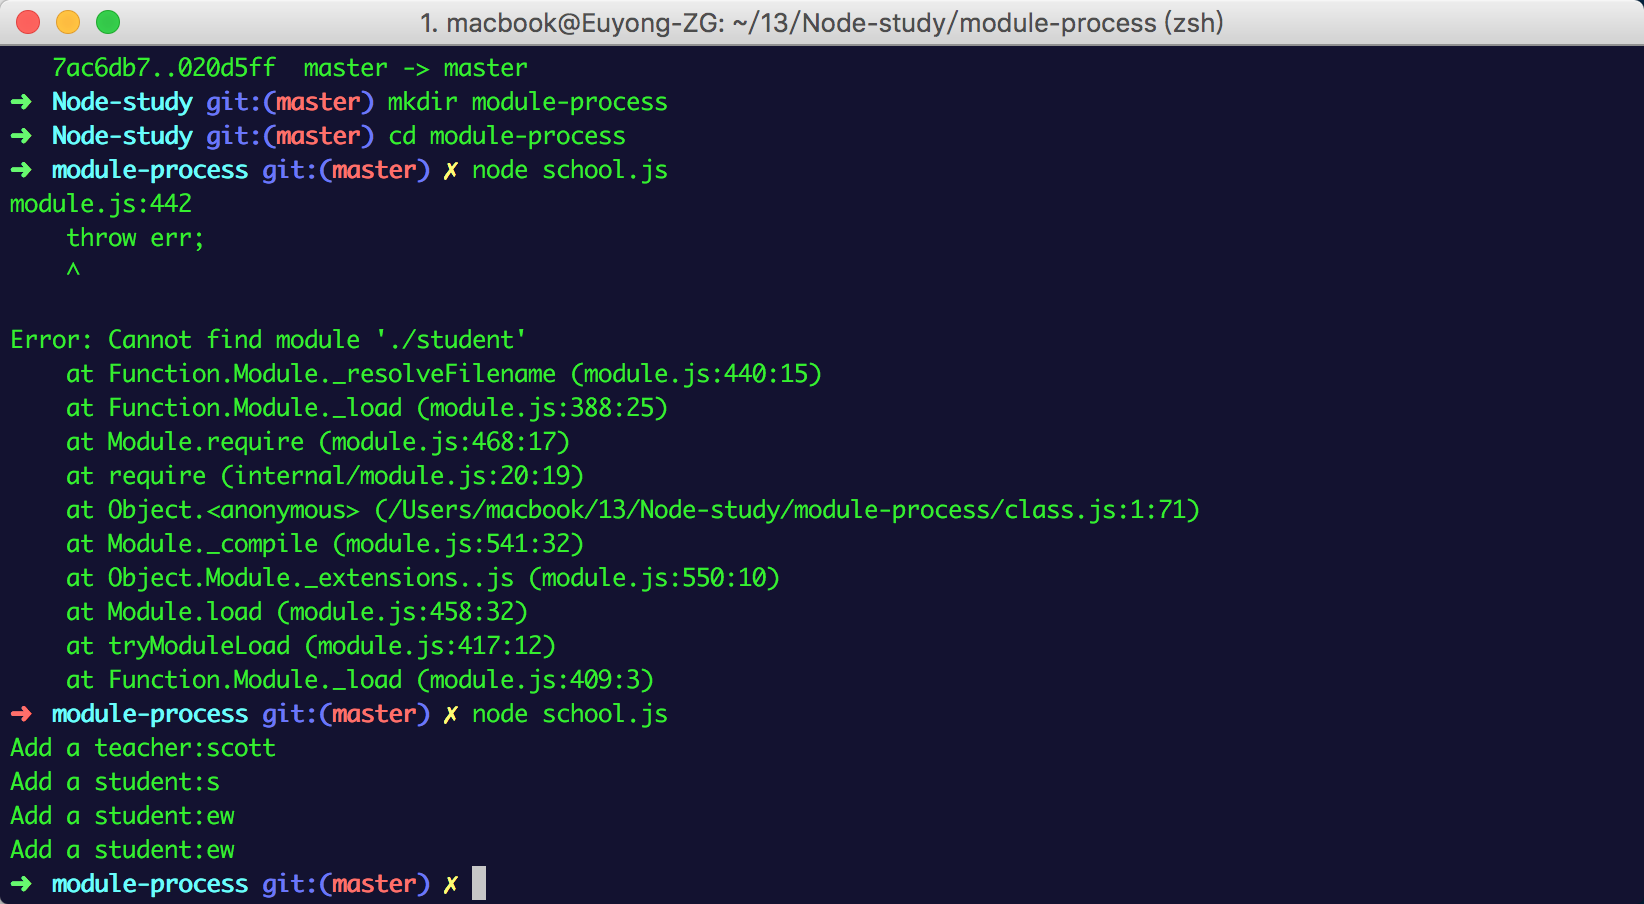 1. macbook@Euyong-ZG: ~/13/Node-study/module-process (zsh)
7ac6db7..020d5ff  master -> master
➜  Node-study git:(master) mkdir module-process
➜  Node-study git:(master) cd module-process
➜  module-process git:(master) ✗ node school.js
module.js:442
    throw err;
    ^
Error: Cannot find module './student'
    at Function.Module._resolveFilename (module.js:440:15)
    at Function.Module._load (module.js:388:25)
    at Module.require (module.js:468:17)
    at require (internal/module.js:20:19)
    at Object.<anonymous> (/Users/macbook/13/Node-study/module-process/class.js:1:71)
    at Module._compile (module.js:541:32)
    at Object.Module._extensions..js (module.js:550:10)
    at Module.load (module.js:458:32)
    at tryModuleLoad (module.js:417:12)
    at Function.Module._load (module.js:409:3)
➜  module-process git:(master) ✗ node school.js
Add a teacher:scott
Add a student:s
Add a student:ew
Add a student:ew
➜  module-process git:(master) ✗